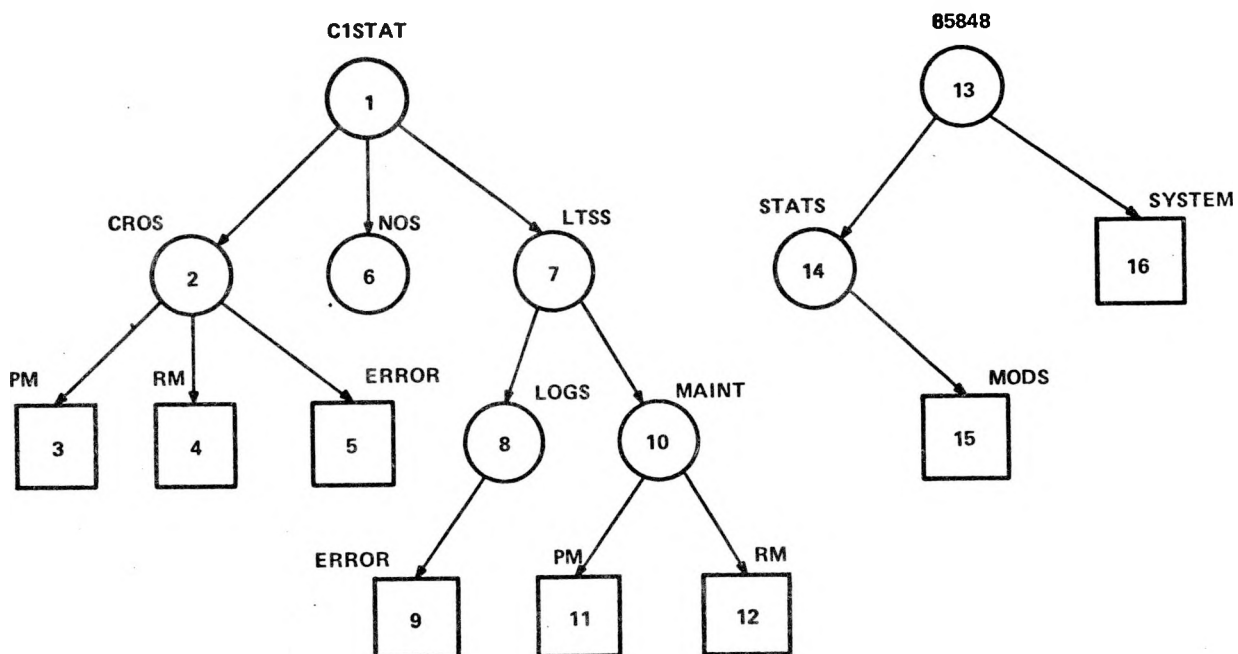 C1STAT
85848
1
13
CROS
NOS
LTSS
STATS
SYSTEM
2
6
7
14
16
PM
RM
ERROR
LOGS
MAINT
MODS
3
4
5
8
10
15
ERROR
PM
RM
9
11
12